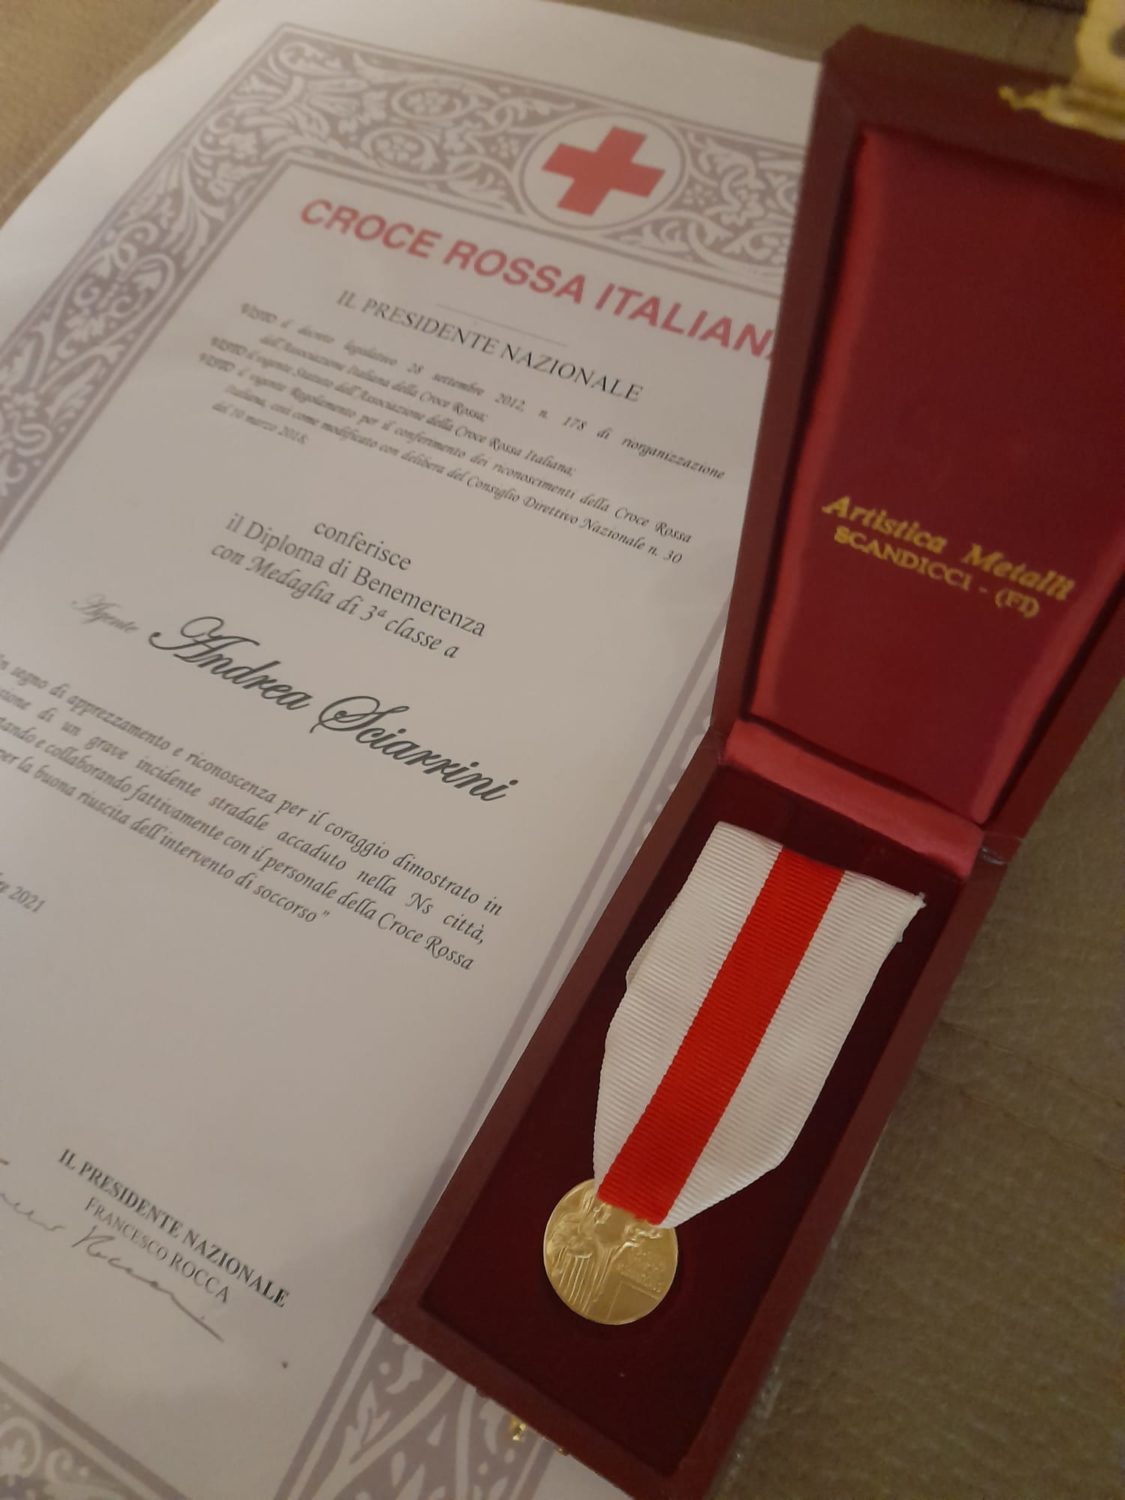 CROCE ROSSA ITALIAN
IL PRESIDENTE NAZIONALE
VISTO il decreto legislativo 28 settembre 2012, n. 178 di riorganizzazione
dell'Associazione Italiana della Croce Rossa;
VISTO il vigente Statuto dell'Associazione della Croce Rossa Italiana;
VISTO il vigente Regolamento per il conferimento dei riconoscimenti della Croce Rossa
Italiana, così come modificato con delibera del Consiglio Direttivo Nazionale n. 30
del 10 marzo 2018;
conferisce
il Diploma di Benemerenza
con Medaglia di 3ª classe a
Agente Andrea Sciarrini
segno di apprezzamento e riconoscenza per il coraggio dimostrato in
di un grave incidente stradale accaduto nella Ns città,
e collaborando fattivamente con il personale della Croce Rossa
per la buona riuscita dell'intervento di soccorso"
2021
IL PRESIDENTE NAZIONALE
FRANCESCO ROCCA
Artistica Metalli
SCANDICCI - (FI)